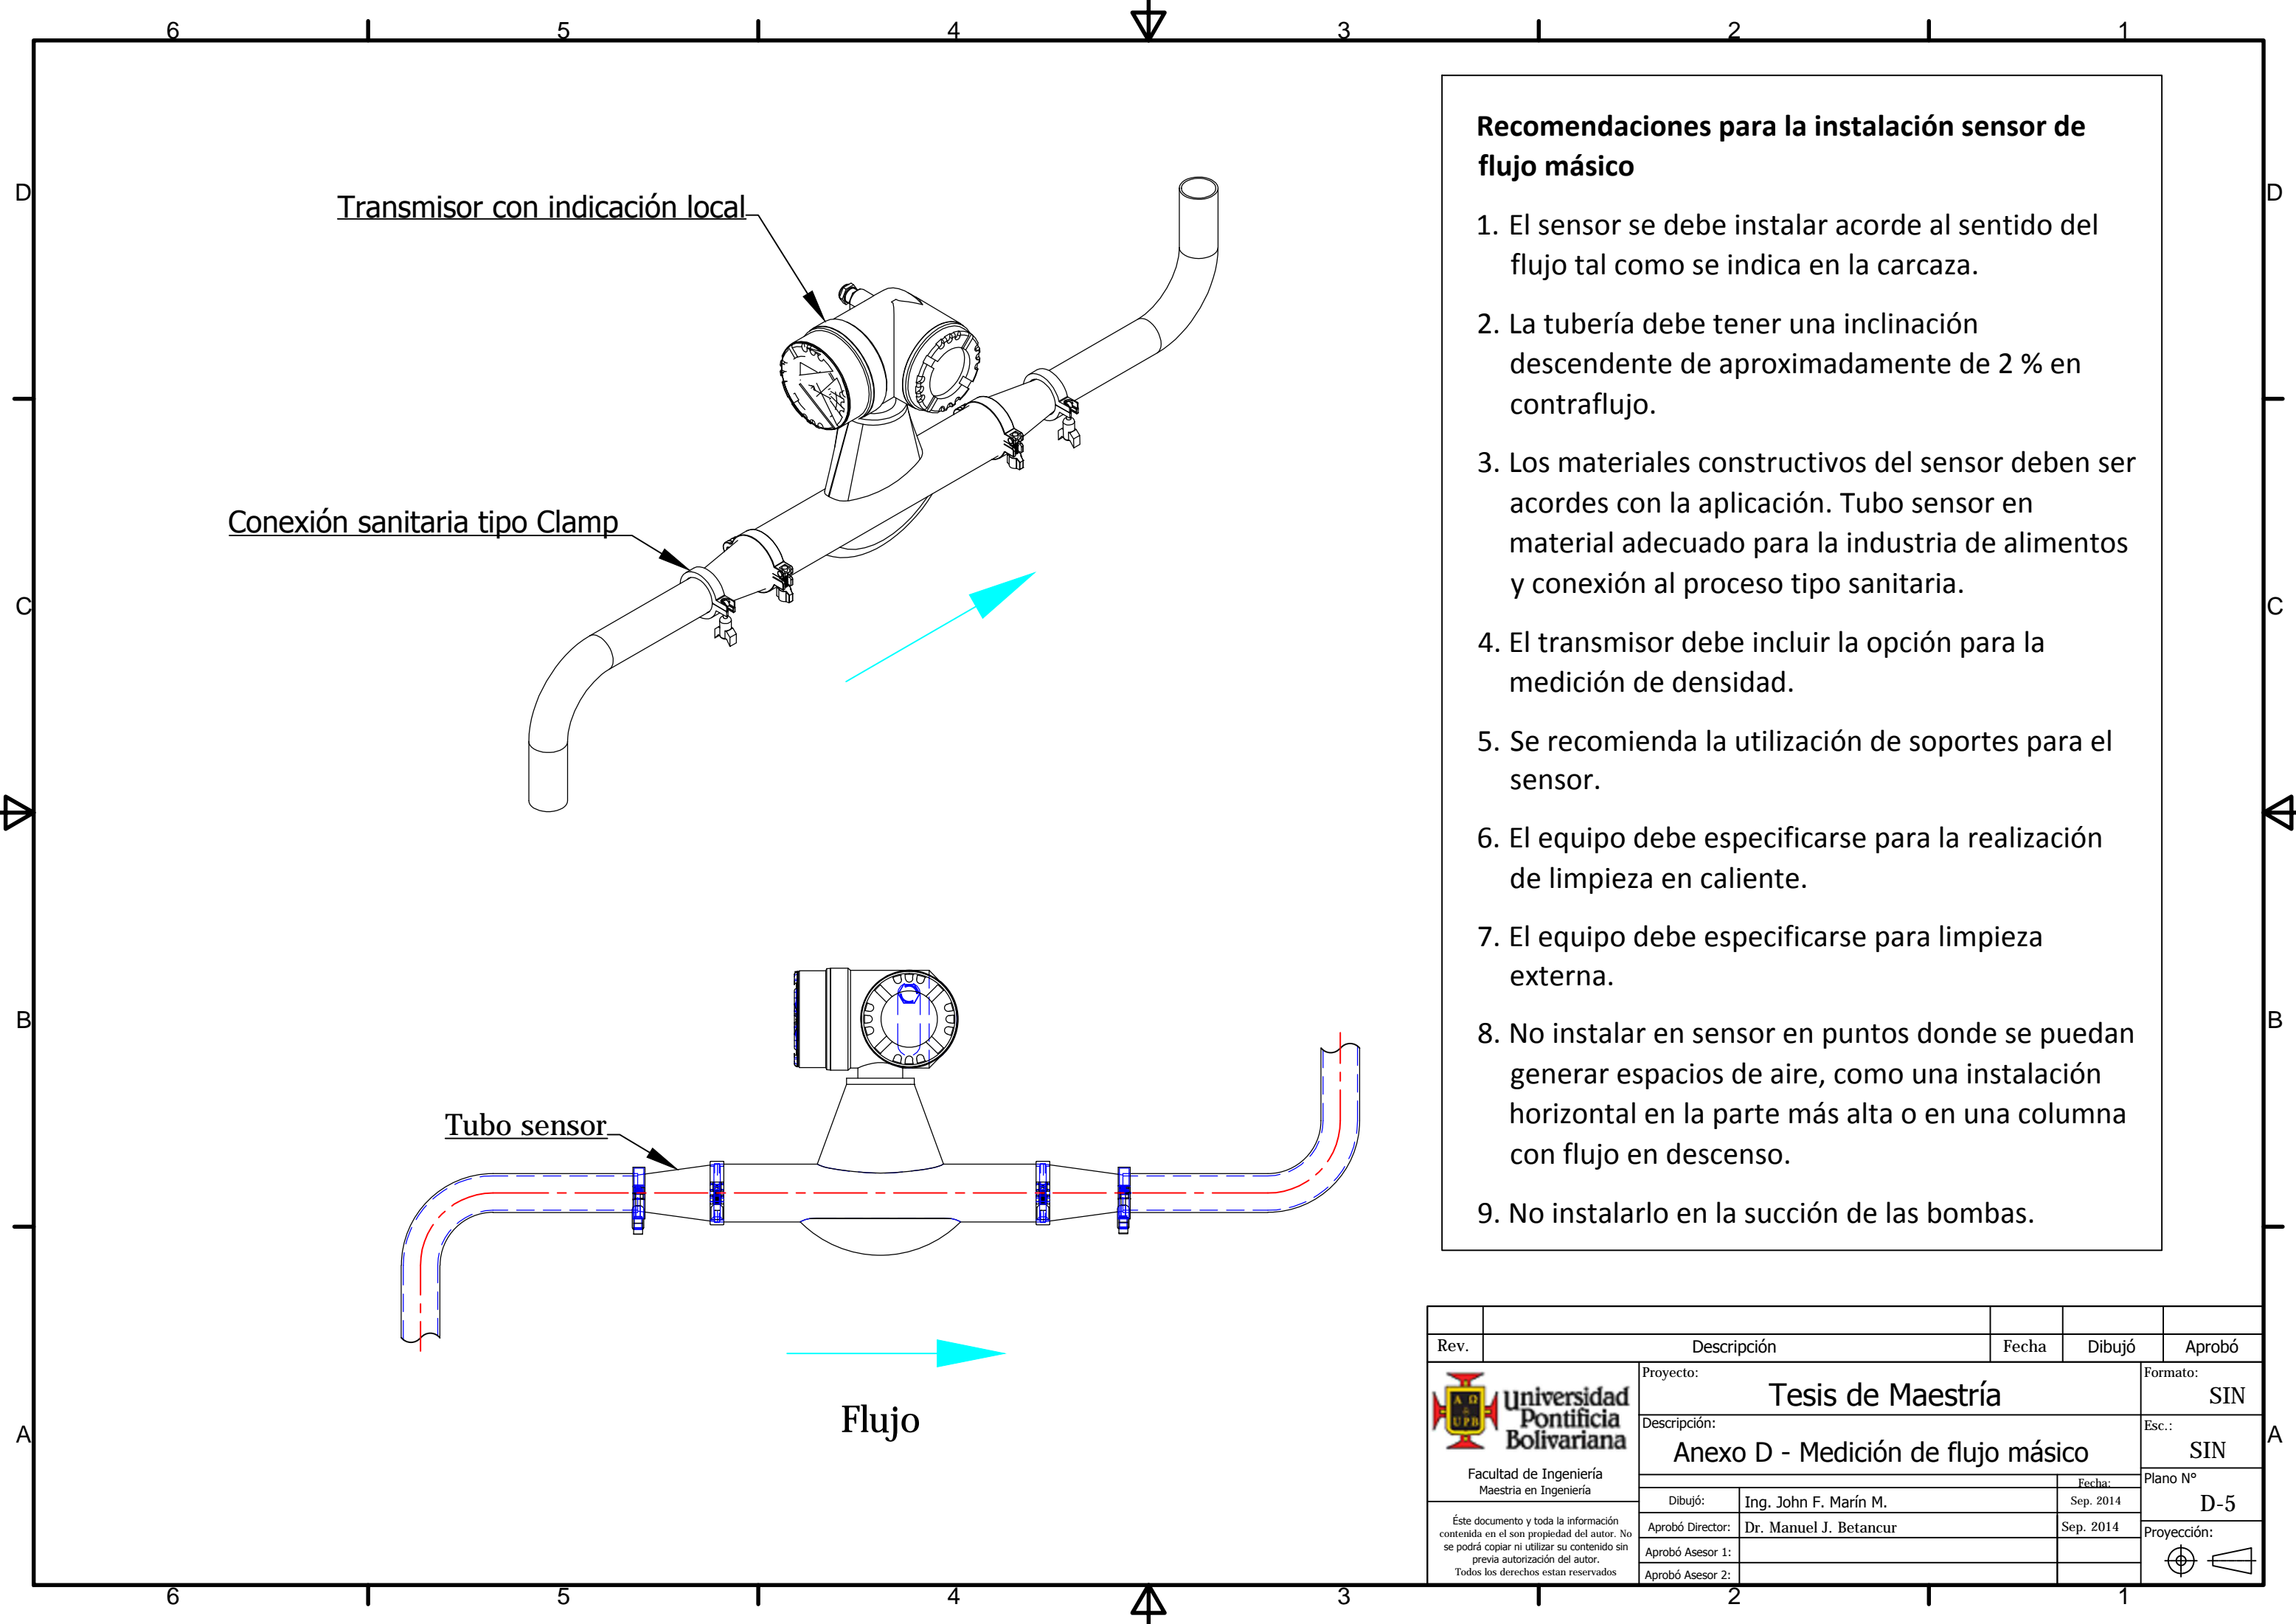 6 5 4 3 2 1
D D
C C
B B
A A
Transmisor con indicación local
Conexión sanitaria tipo Clamp
Tubo sensor
Flujo
Recomendaciones para la instalación sensor de
flujo másico
1. El sensor se debe instalar acorde al sentido del
flujo tal como se indica en la carcaza.
2. La tubería debe tener una inclinación
descendente de aproximadamente de 2 % en
contraflujo.
3. Los materiales constructivos del sensor deben ser
acordes con la aplicación. Tubo sensor en
material adecuado para la industria de alimentos
y conexión al proceso tipo sanitaria.
4. El transmisor debe incluir la opción para la
medición de densidad.
5. Se recomienda la utilización de soportes para el
sensor.
6. El equipo debe especificarse para la realización
de limpieza en caliente.
7. El equipo debe especificarse para limpieza
externa.
8. No instalar en sensor en puntos donde se puedan
generar espacios de aire, como una instalación
horizontal en la parte más alta o en una columna
con flujo en descenso.
9. No instalarlo en la succión de las bombas.
Rev. Descripción Fecha Dibujó Aprobó
Α Ω
UPB
Universidad
Pontificia
Bolivariana
Facultad de Ingeniería
Maestria en Ingeniería
Éste documento y toda la información
contenida en el son propiedad del autor. No
se podrá copiar ni utilizar su contenido sin
previa autorización del autor.
Todos los derechos estan reservados
Proyecto:
Tesis de Maestría
Descripción:
Anexo D - Medición de flujo másico
Fecha:
Dibujó: Ing. John F. Marín M. Sep. 2014
Aprobó Director: Dr. Manuel J. Betancur Sep. 2014
Aprobó Asesor 1:
Aprobó Asesor 2:
Formato:
SIN
Esc.:
SIN
Plano N°
D-5
Proyección:
6 5 4 3 2 1